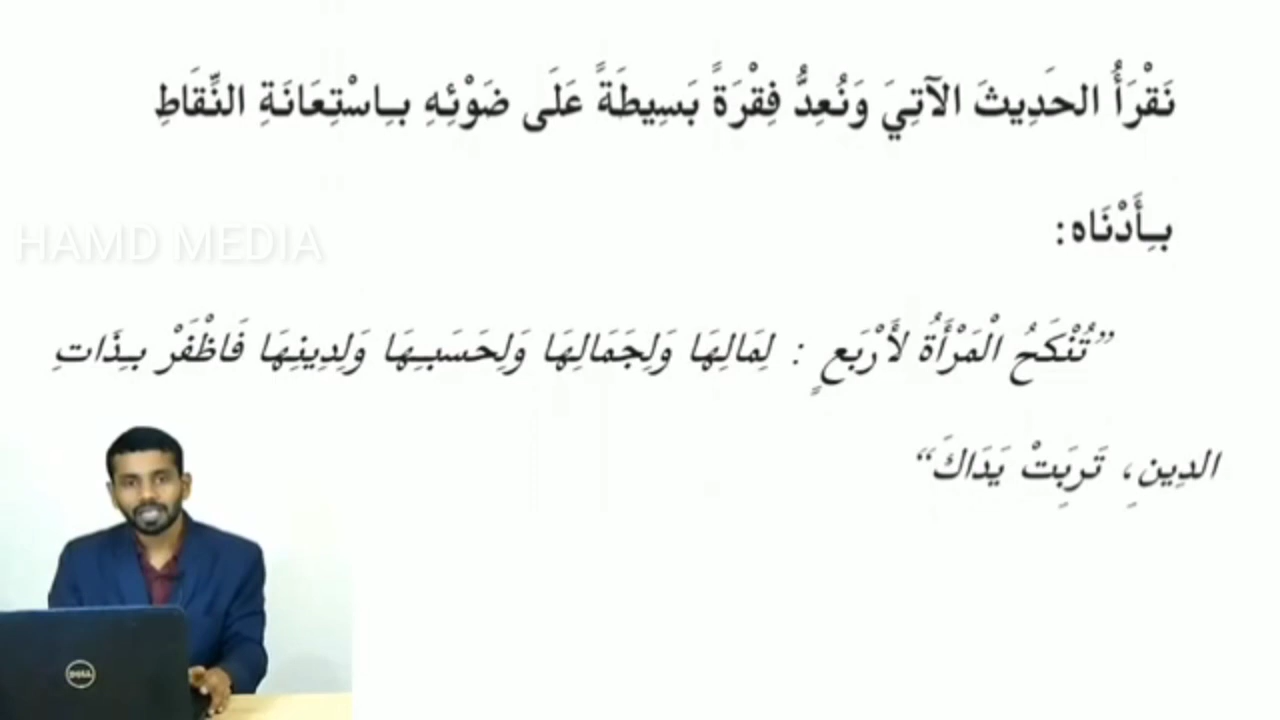 نَقْرَأُ الحَدِيثَ الآتِيَ وَنُعِدُّ فِقْرَةً بَسِيطَةً عَلَى ضَوْئِهِ بِاسْتِعَانَةِ النِّقَاطِ
بِأَدْنَاه:
HAMD MEDIA
”تُنْكَحُ الْمَرْأَةُ لأَرْبَعٍ : لِمَالِهَا وَلِجَمَالِهَا وَلِحَسَبِهَا وَلِدِينِهَا فَاظْفَرْ بِذَاتِ
الدِينِ، تَرِبَتْ يَدَاكَ“
DELL